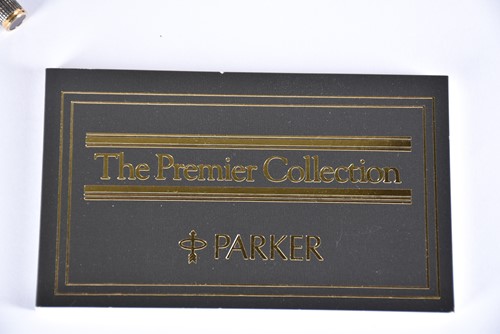 The Premier Collection
PARKER